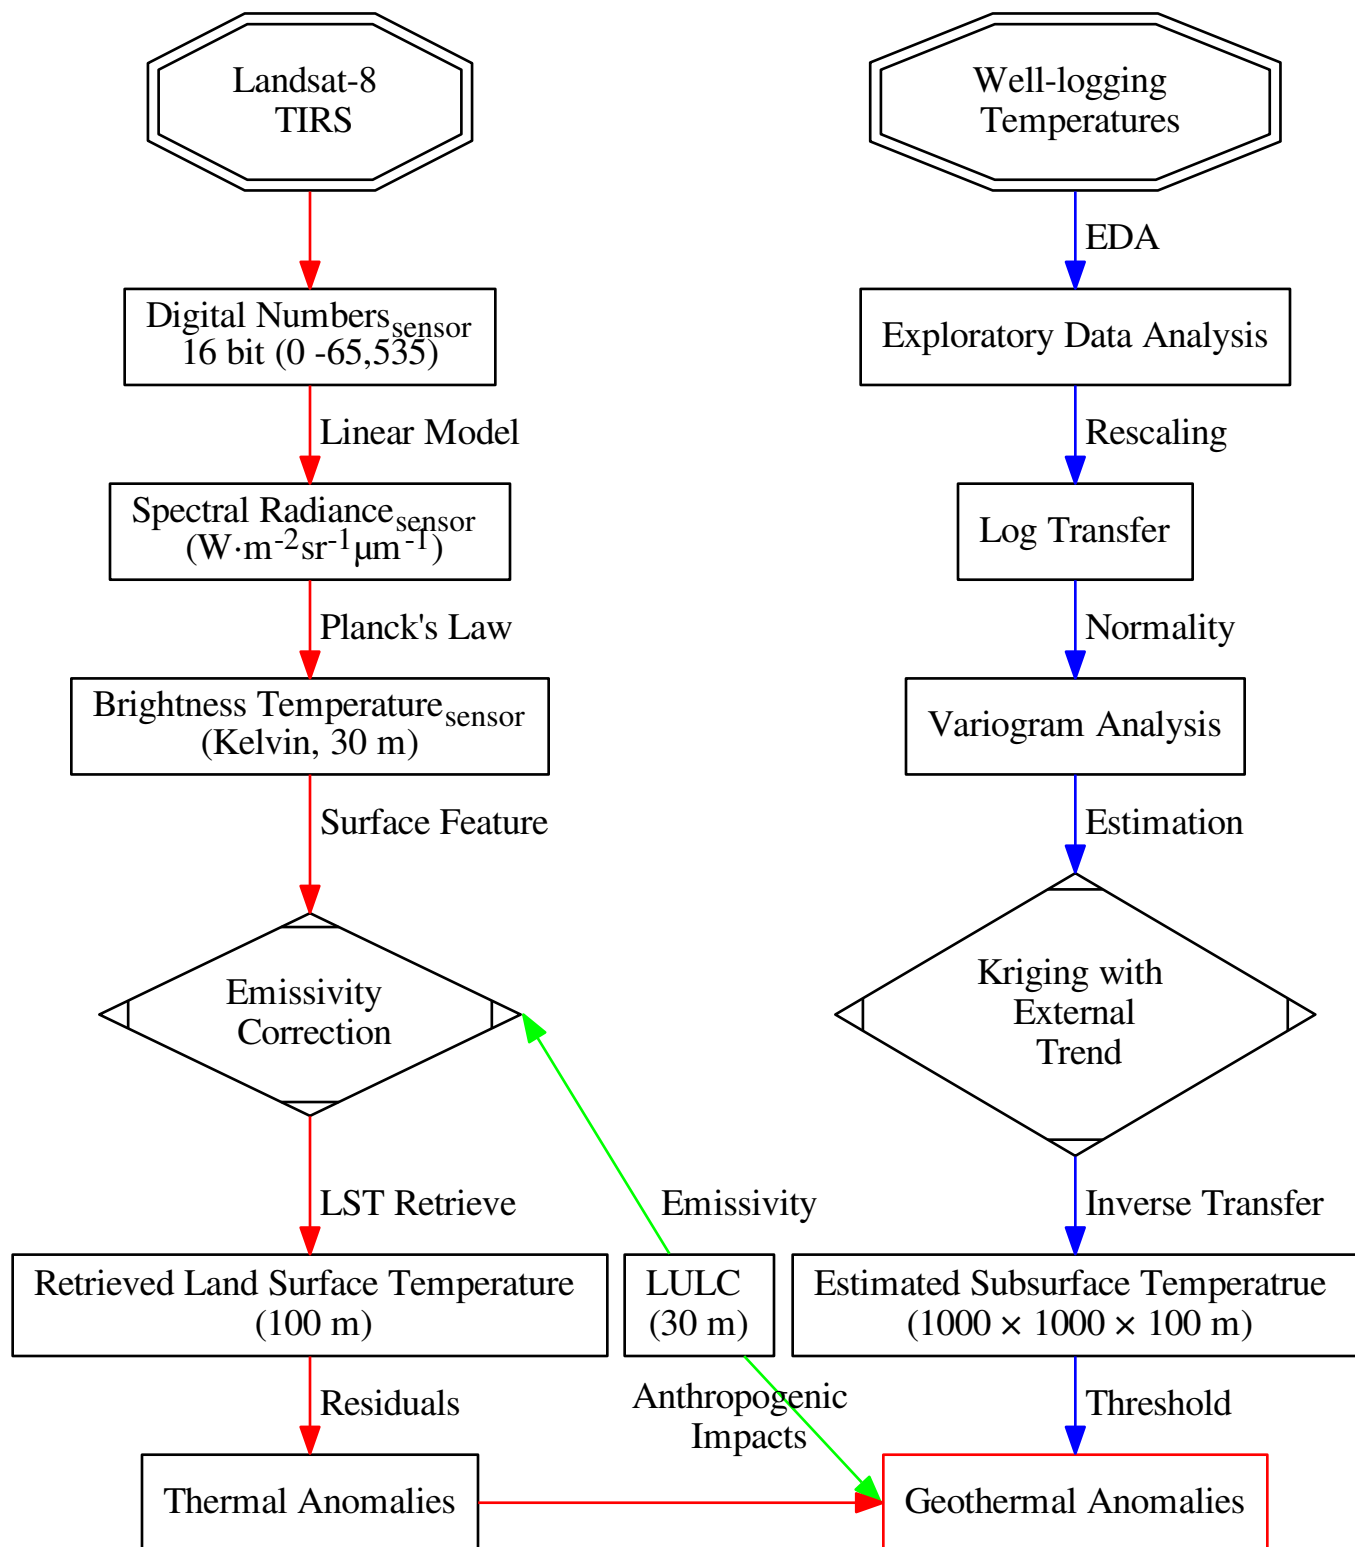 Landsat-8
TIRS
Well-logging
Temperatures
EDA
Digital Numbers_sensor
16 bit (0 -65,535)
Exploratory Data Analysis
Linear Model
Rescaling
Spectral Radiance_sensor
(W·m⁻²sr⁻¹μm⁻¹)
Log Transfer
Planck's Law
Normality
Brightness Temperature_sensor
(Kelvin, 30 m)
Variogram Analysis
Surface Feature
Estimation
Emissivity
Correction
Kriging with
External
Trend
LST Retrieve
Emissivity
Inverse Transfer
Retrieved Land Surface Temperature
(100 m)
LULC
(30 m)
Estimated Subsurface Temperatrue
(1000 × 1000 × 100 m)
Residuals
Anthropogenic
Impacts
Threshold
Thermal Anomalies
Geothermal Anomalies